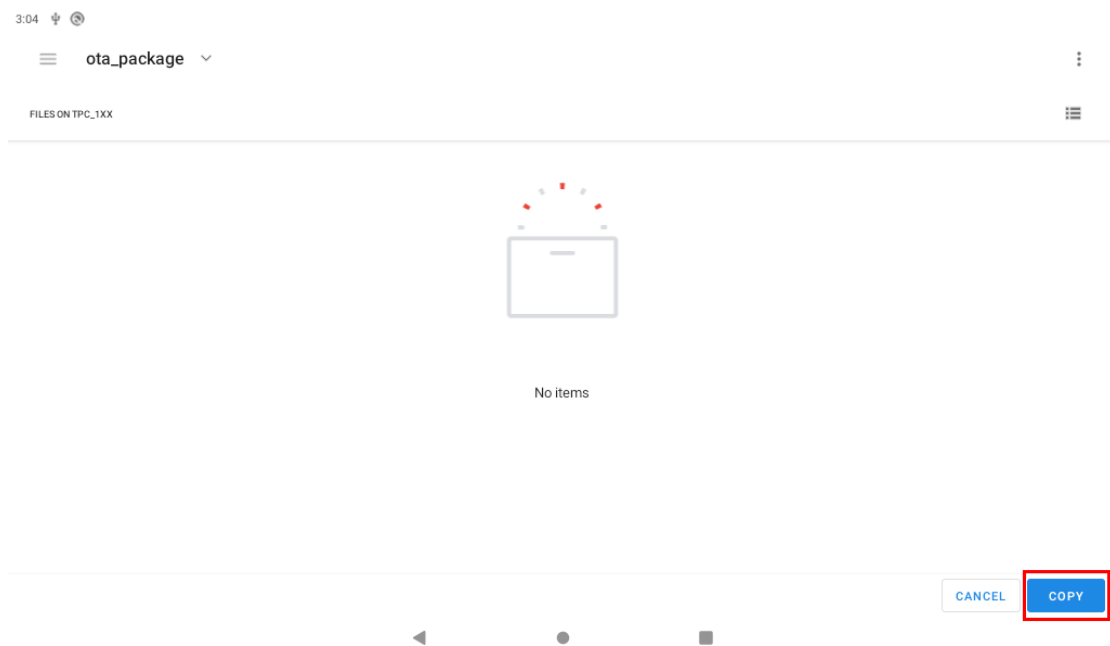 3:04
ota_package
FILES ON TPC_1XX
No items
CANCEL COPY